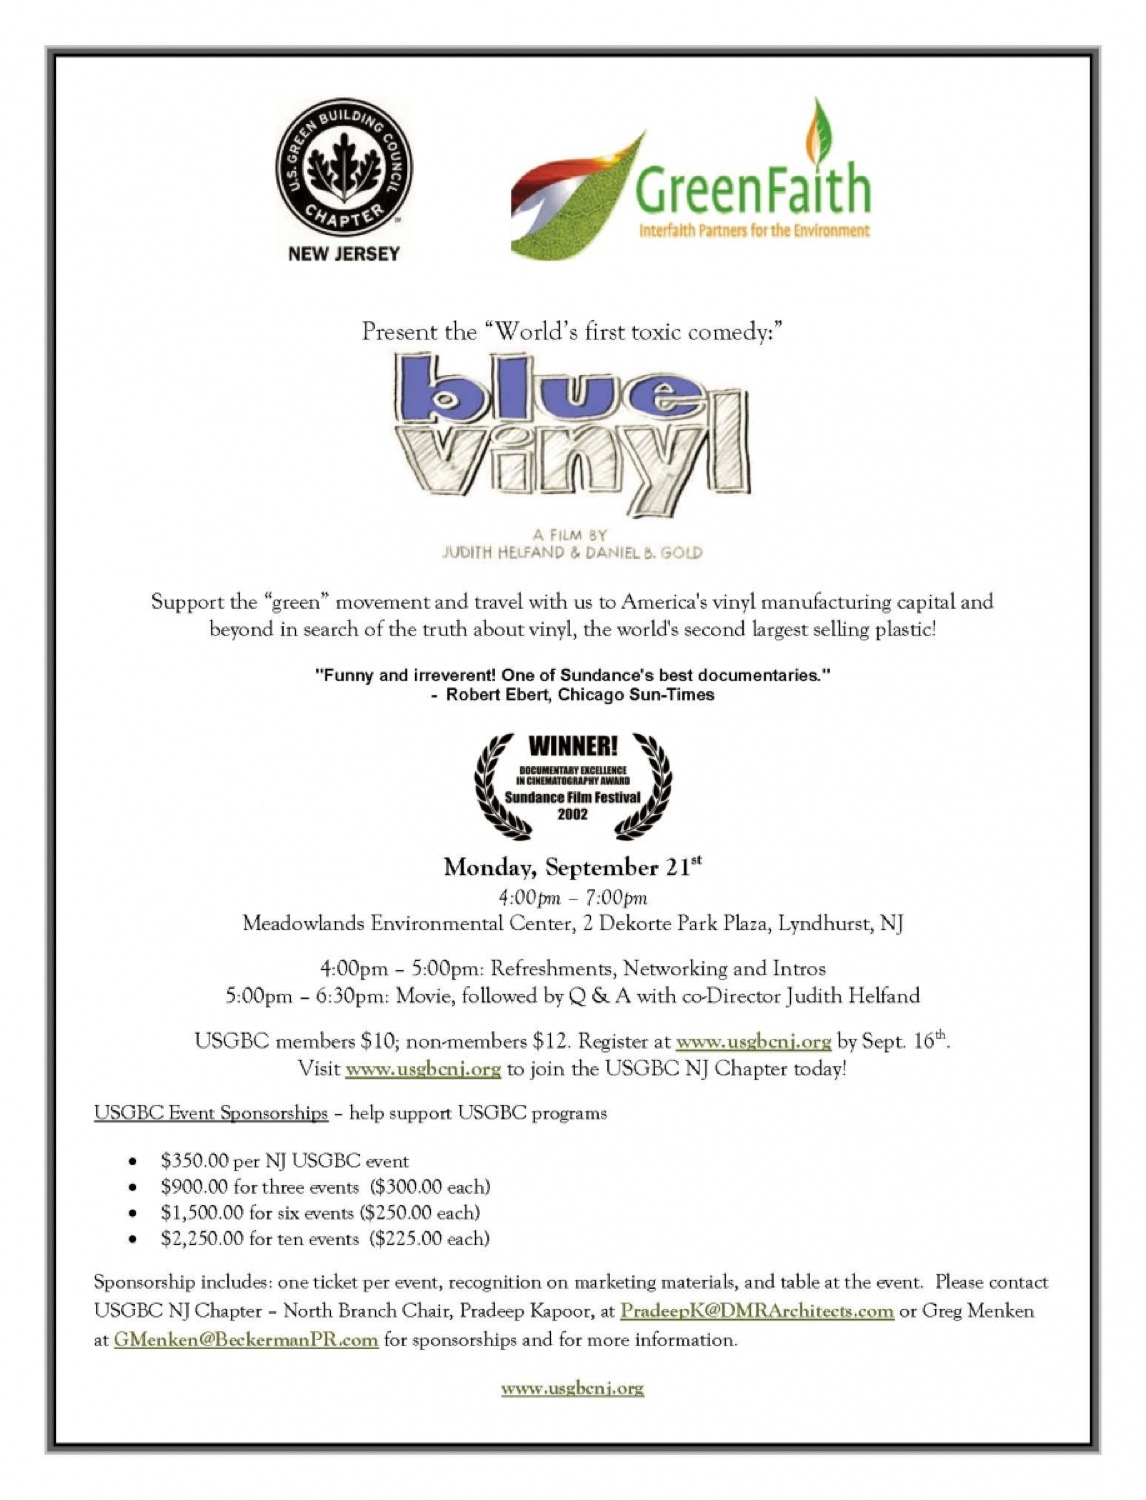 U.S. GREEN BUILDING COUNCIL
CHAPTER
NEW JERSEY
GreenFaith
Interfaith Partners for the Environment
Present the “World’s first toxic comedy:”
blue
vinyl
A FILM BY
JUDITH HELFAND & DANIEL B. GOLD
Support the “green” movement and travel with us to America's vinyl manufacturing capital and
beyond in search of the truth about vinyl, the world's second largest selling plastic!
"Funny and irreverent! One of Sundance's best documentaries."
- Robert Ebert, Chicago Sun-Times
WINNER!
DOCUMENTARY EXCELLENCE
IN CINEMATOGRAPHY AWARD
Sundance Film Festival
2002
Monday, September 21st
4:00pm – 7:00pm
Meadowlands Environmental Center, 2 Dekorte Park Plaza, Lyndhurst, NJ
4:00pm – 5:00pm: Refreshments, Networking and Intros
5:00pm – 6:30pm: Movie, followed by Q & A with co-Director Judith Helfand
USGBC members $10; non-members $12. Register at www.usgbcnj.org by Sept. 16th.
Visit www.usgbcnj.org to join the USGBC NJ Chapter today!
USGBC Event Sponsorships – help support USGBC programs
• $350.00 per NJ USGBC event
• $900.00 for three events ($300.00 each)
• $1,500.00 for six events ($250.00 each)
• $2,250.00 for ten events ($225.00 each)
Sponsorship includes: one ticket per event, recognition on marketing materials, and table at the event. Please contact
USGBC NJ Chapter – North Branch Chair, Pradeep Kapoor, at PradeepK@DMRArchitects.com or Greg Menken
at GMenken@BeckermanPR.com for sponsorships and for more information.
www.usgbcnj.org